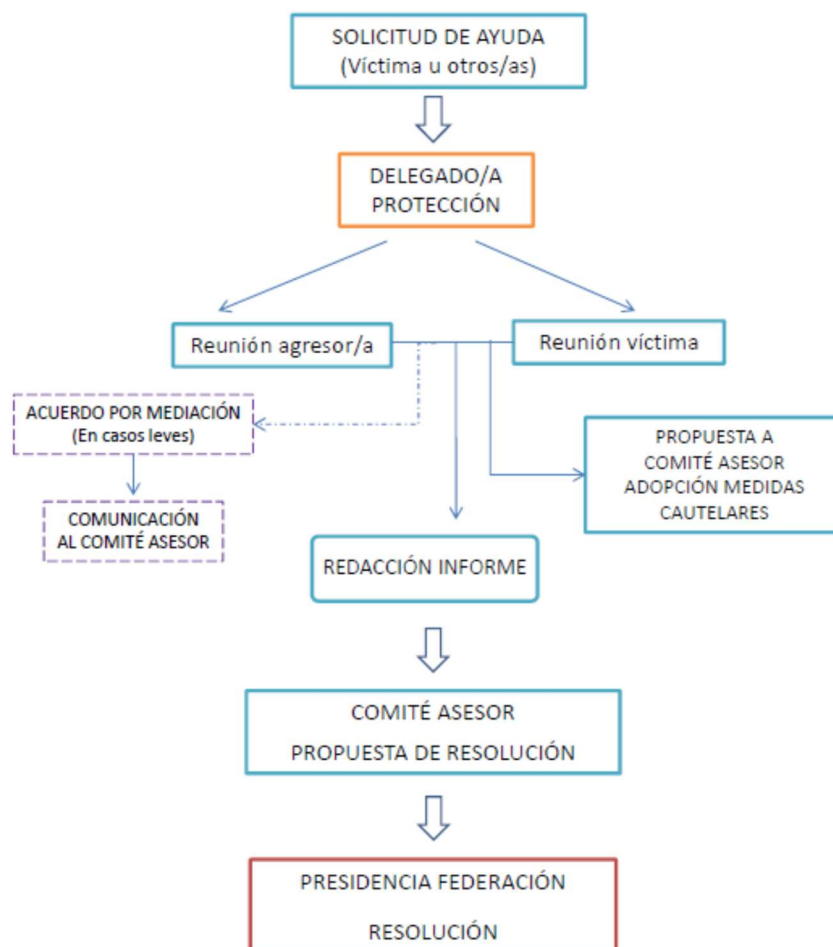 SOLICITUD DE AYUDA
(Víctima u otros/as)
DELEGADO/A
PROTECCIÓN
Reunión agresor/a
Reunión víctima
ACUERDO POR MEDIACIÓN
(En casos leves)
COMUNICACIÓN
AL COMITÉ ASESOR
PROPUESTA A
COMITÉ ASESOR
ADOPCIÓN MEDIDAS
CAUTELARES
REDACCIÓN INFORME
COMITÉ ASESOR
PROPUESTA DE RESOLUCIÓN
PRESIDENCIA FEDERACIÓN
RESOLUCIÓN